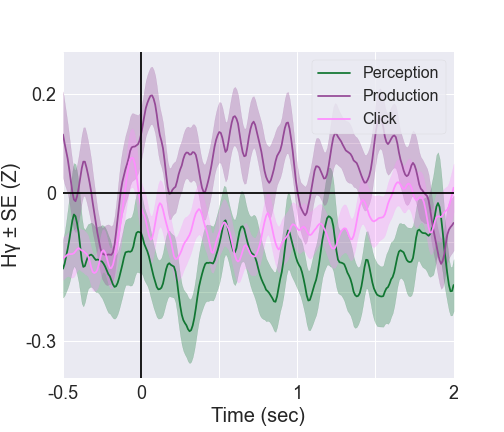 Perception
Production
Click
0.2
0
-0.3
Hγ ± SE (Z)
-0.5
0
1
2
Time (sec)